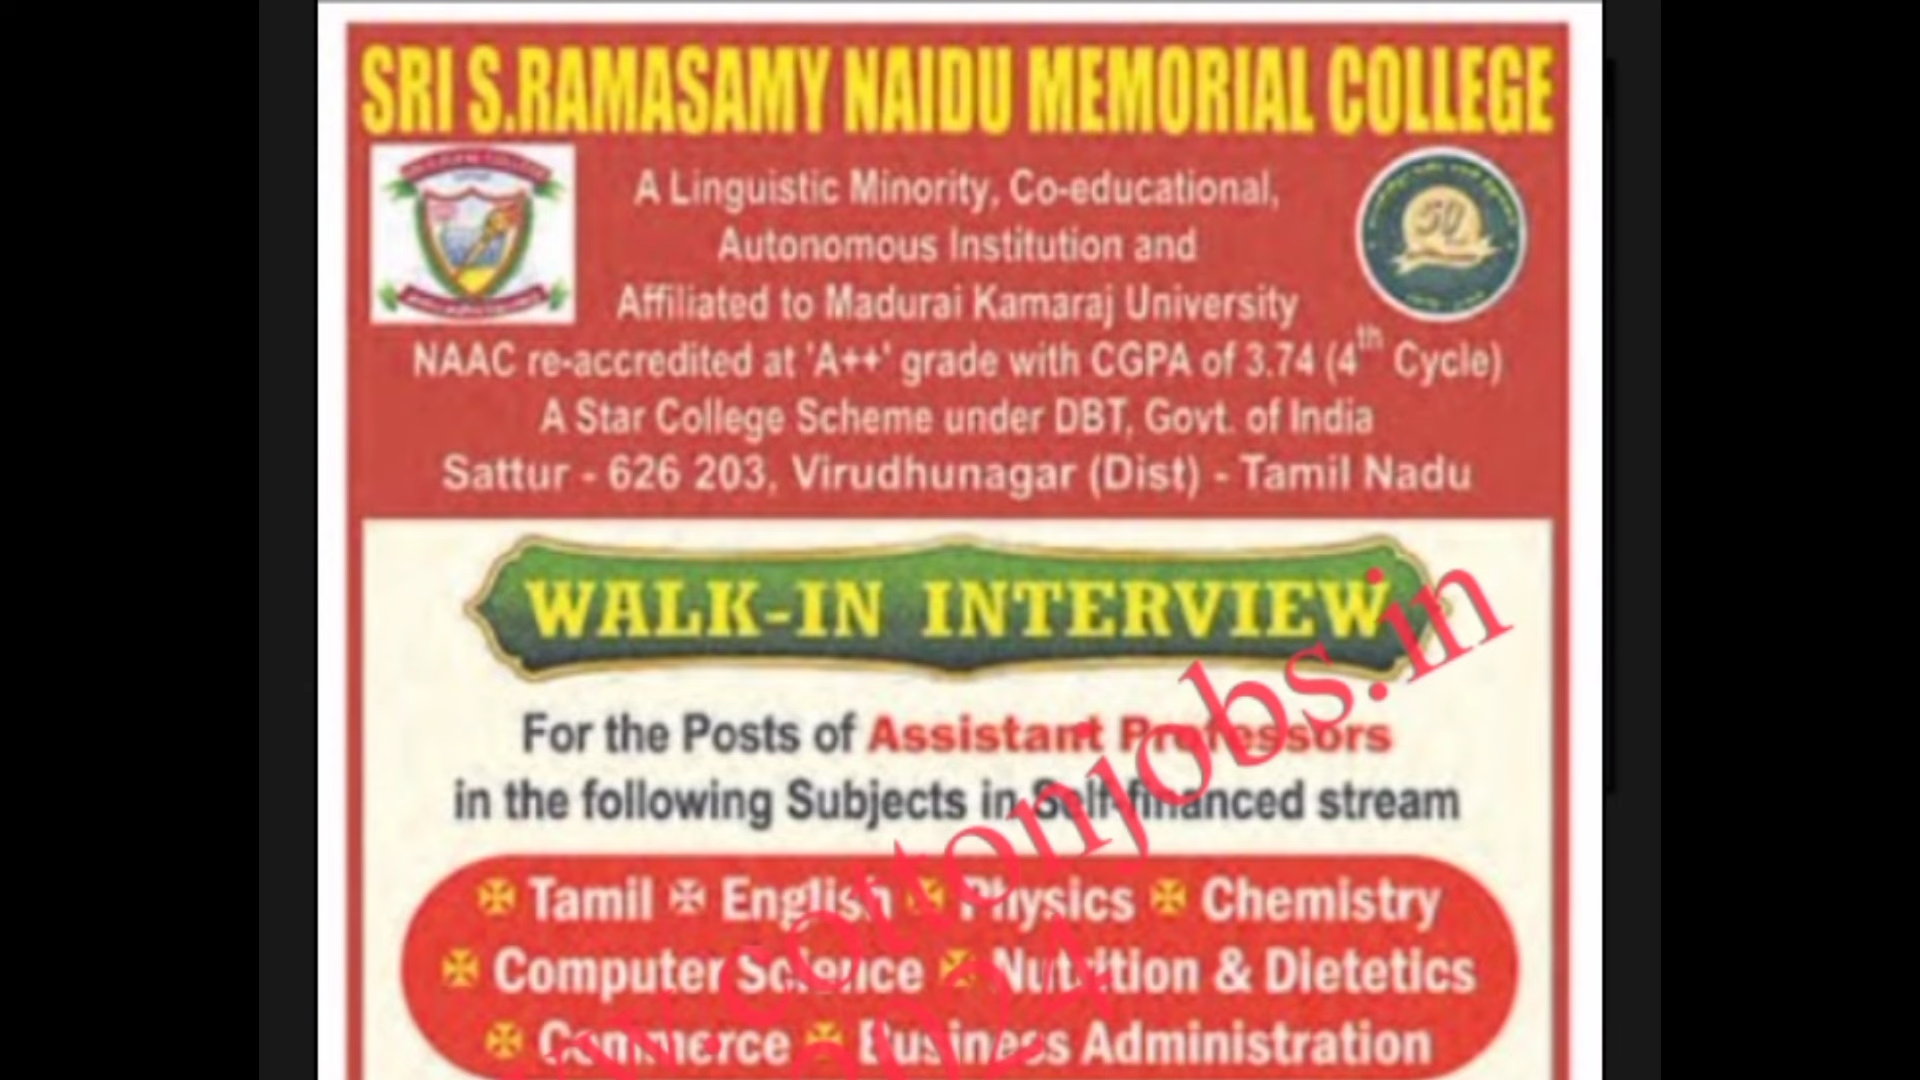 SRI S.RAMASAMY NAIDU MEMORIAL COLLEGE
A Linguistic Minority, Co-educational,
Autonomous Institution and
Affiliated to Madurai Kamaraj University
NAAC re-accredited at 'A++' grade with CGPA of 3.74 (4th Cycle)
A Star College Scheme under DBT, Govt. of India
Sattur - 626 203, Virudhunagar (Dist) - Tamil Nadu
50
WALK-IN INTERVIEW
For the Posts of Assistant Professors
in the following Subjects in Self-financed stream
✠ Tamil ✠ English ✠ Physics ✠ Chemistry
✠ Computer Science ✠ Nutrition & Dietetics
✠ Commerce ✠ Business Administration